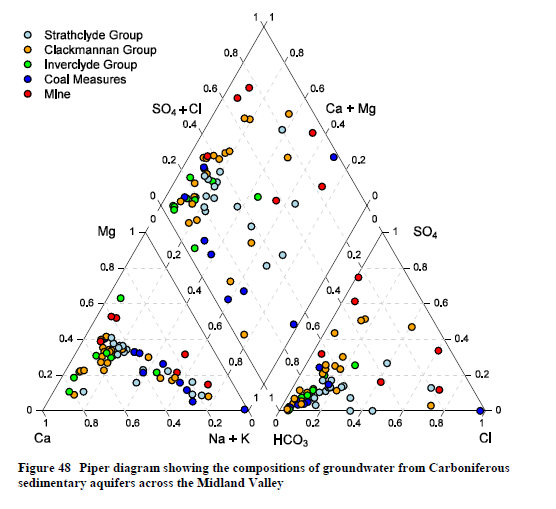 Strathclyde Group
Clackmannan Group
Inverclyde Group
Coal Measures
MIne
1 1
0.8 0.8
0.6 0.6
SO4 + Cl Ca + Mg
0.4 0.4
0.2 0.2
0 0
Mg 1 0 0 1 SO4
0.8 0.2 0.2 0.8
0.6 0.4 0.4 0.6
0.4 0.6 0.6 0.4
0.2 0.8 0.8 0.2
0 1 1 0
1 0.8 0.6 0.4 0.2 0 0 0.2 0.4 0.6 0.8 1
Ca Na + K HCO3 Cl
Figure 48 Piper diagram showing the compositions of groundwater from Carboniferous
sedimentary aquifers across the Midland Valley